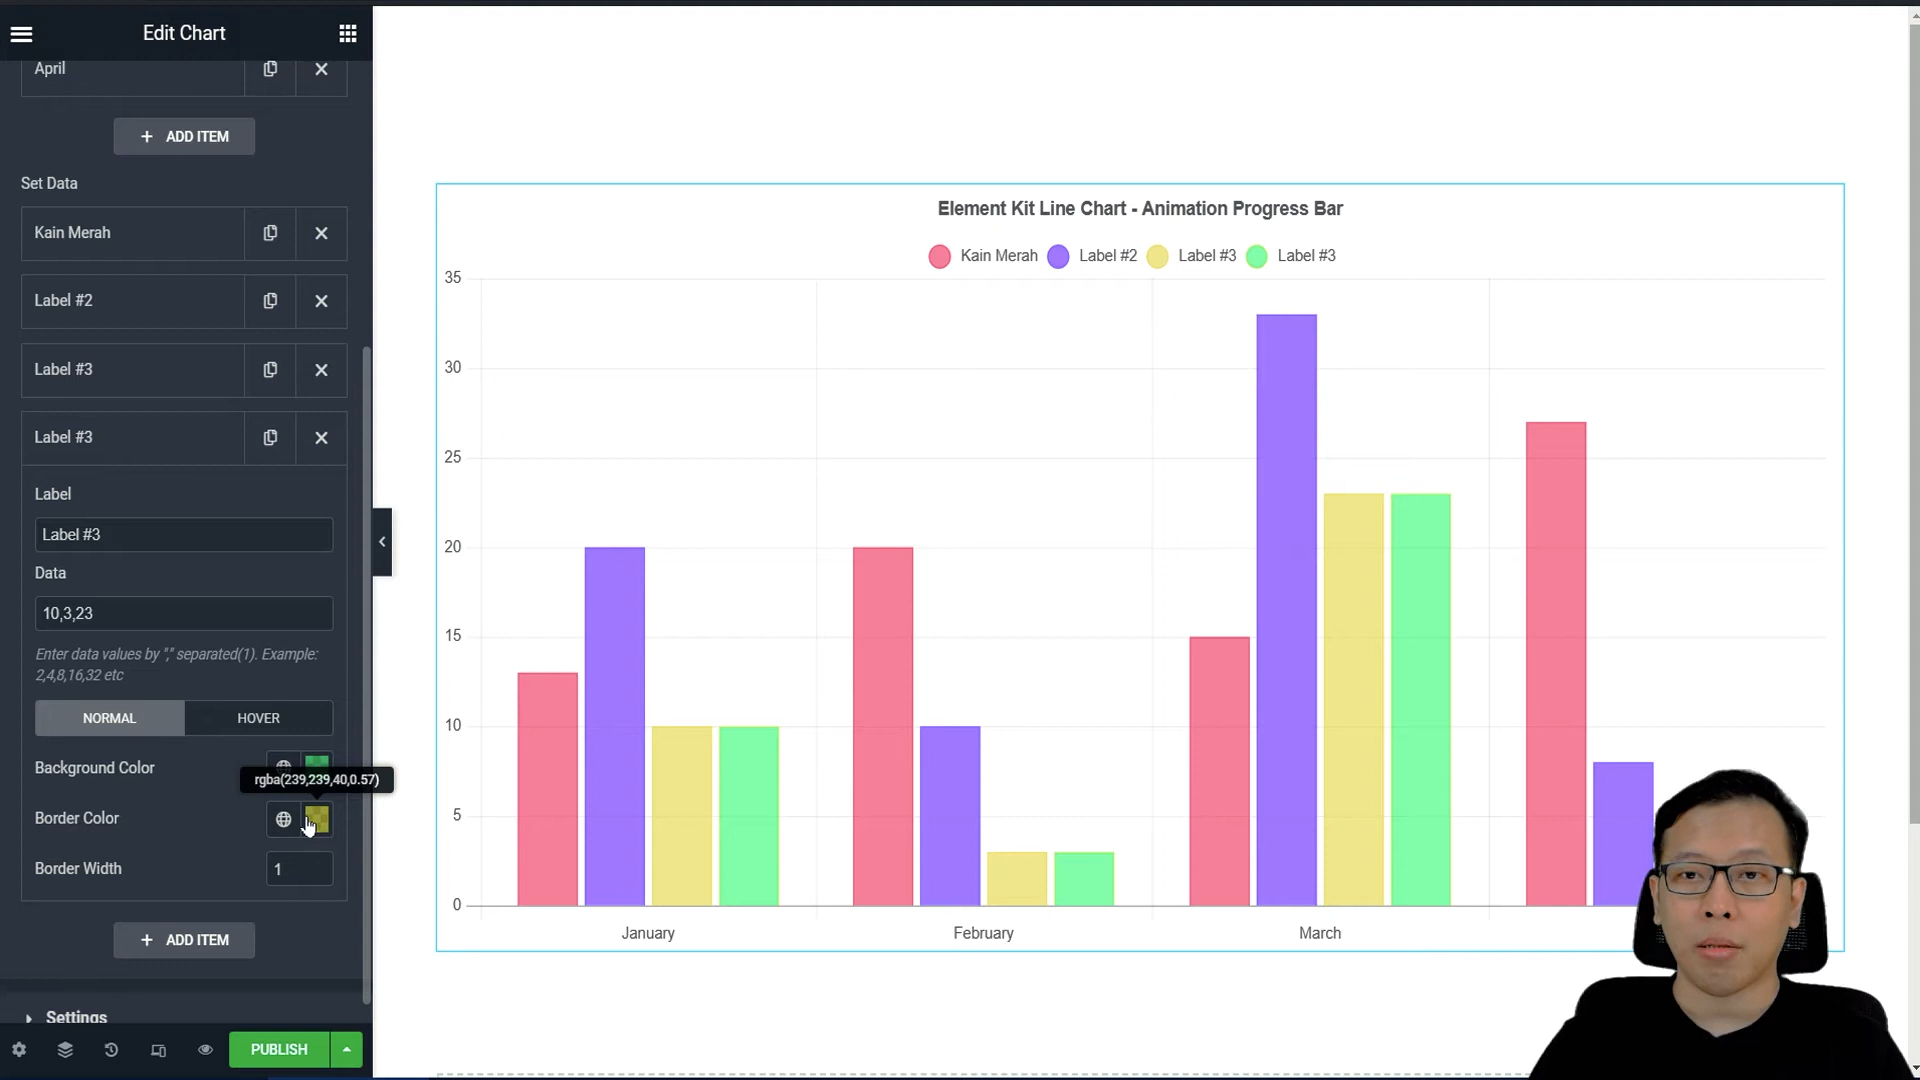 Edit Chart
April
+ ADD ITEM
Set Data
Kain Merah
Label #2
Label #3
Label #3
Label
Label #3
Data
10,3,23
Enter data values by "," separated(1). Example:
2,4,8,16,32 etc
NORMAL HOVER
Background Color
rgba(239,239,40,0.57)
Border Color
Border Width 1
+ ADD ITEM
Settings
PUBLISH
Element Kit Line Chart - Animation Progress Bar
Kain Merah Label #2 Label #3 Label #3
35
30
25
20
15
10
5
0
January February March